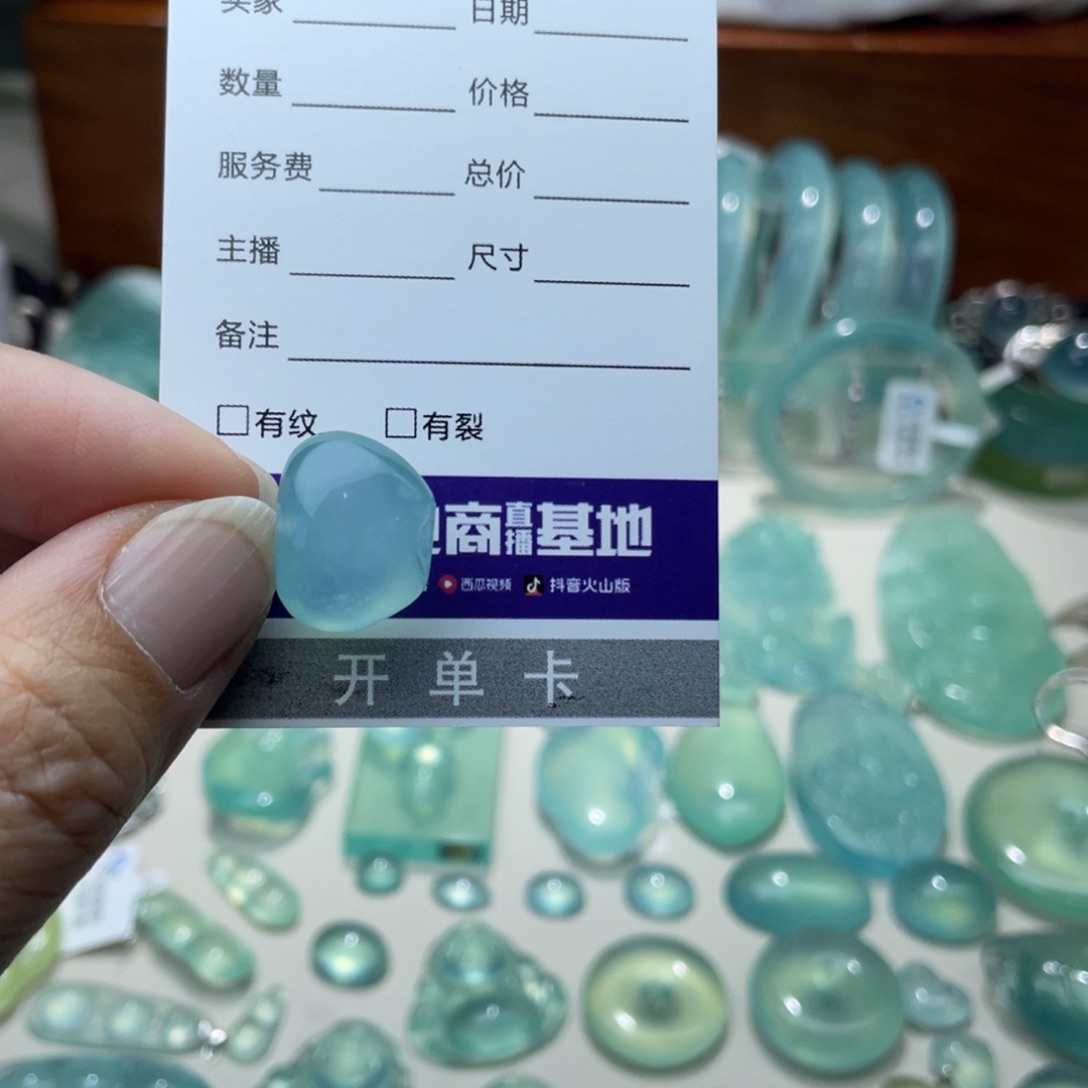 卖家 日期
数量 价格
服务费 总价
主播 尺寸
备注
有纹 有裂
商直播基地
西瓜视频 抖音火山版
开单卡